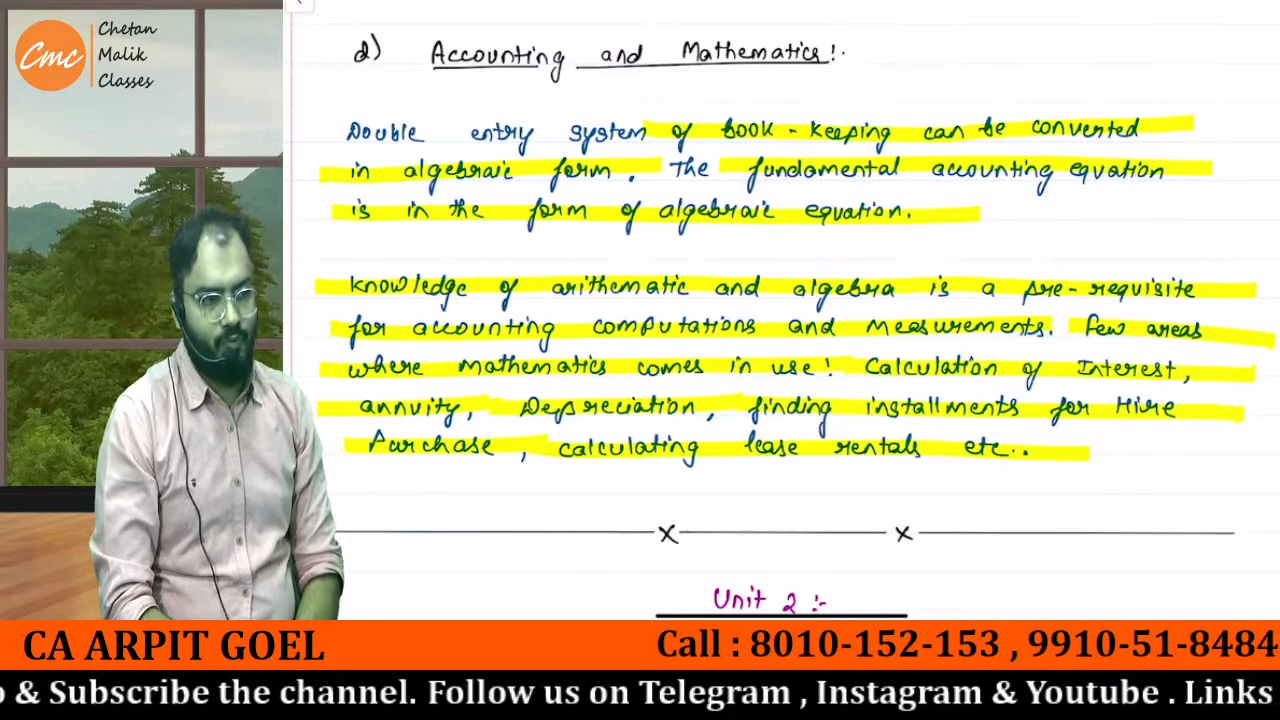 Cmc
Chetan
Malik
Classes
d) Accounting and Mathematics:-
Double entry system of book-keeping can be converted
in algebraic form. The fundamental accounting equation
is in the form of algebraic equation.
Knowledge of arithematic and algebra is a pre-requisite
for accounting computations and Measurements. Few areas
where mathematics comes in use: Calculation of Interest,
annuity, Depreciation, finding installments for Hire
Purchase, calculating lease rentals etc..
Unit 2 :-
CA ARPIT GOEL
Call : 8010-152-153 , 9910-51-8484
& Subscribe the channel. Follow us on Telegram , Instagram & Youtube . Links